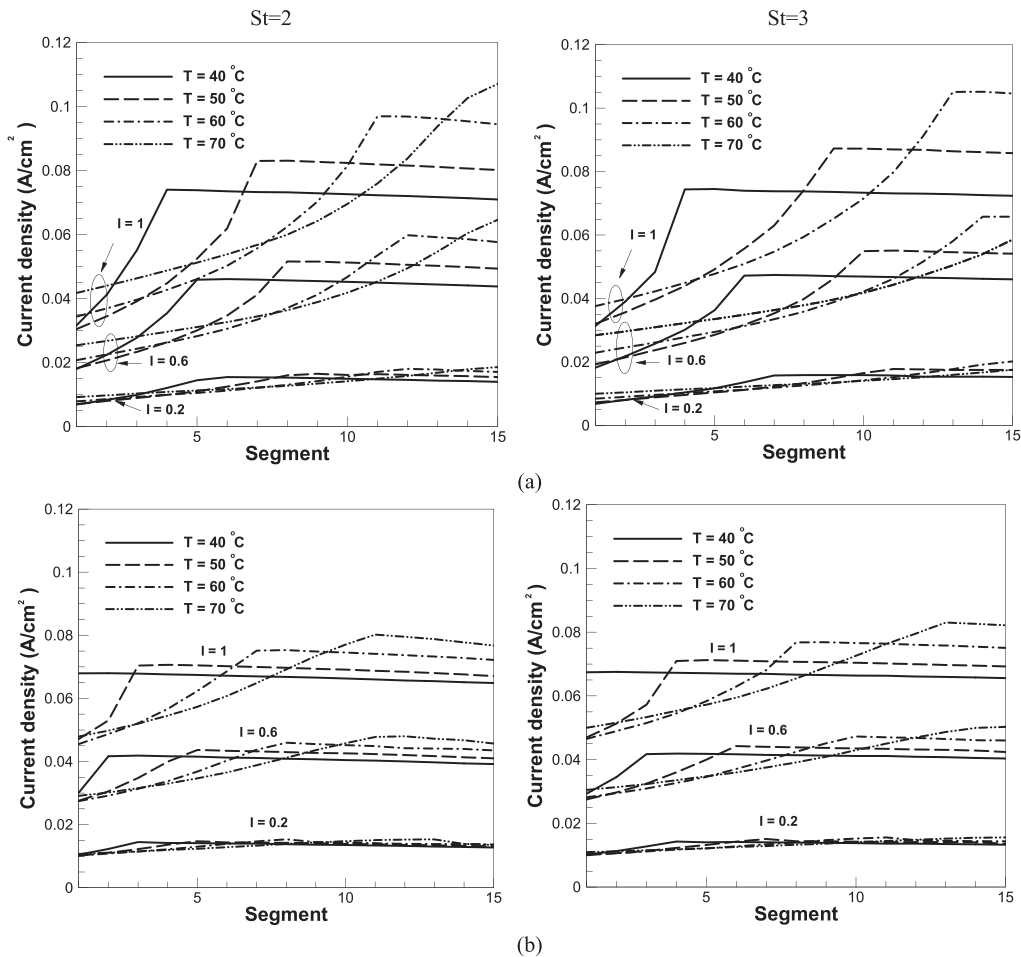 St=2
St=3
0.12
0.1
0.08
0.06
0.04
0.02
0
5
10
15
Current density (A/cm²)
Segment
T = 40 °C
T = 50 °C
T = 60 °C
T = 70 °C
I = 1
I = 0.6
I = 0.2
0.12
0.1
0.08
0.06
0.04
0.02
0
5
10
15
Current density (A/cm²)
Segment
T = 40 °C
T = 50 °C
T = 60 °C
T = 70 °C
I = 1
I = 0.6
I = 0.2
(a)
0.12
0.1
0.08
0.06
0.04
0.02
0
5
10
15
Current density (A/cm²)
Segment
T = 40 °C
T = 50 °C
T = 60 °C
T = 70 °C
I = 1
I = 0.6
I = 0.2
0.12
0.1
0.08
0.06
0.04
0.02
0
5
10
15
Current density (A/cm²)
Segment
T = 40 °C
T = 50 °C
T = 60 °C
T = 70 °C
I = 1
I = 0.6
I = 0.2
(b)